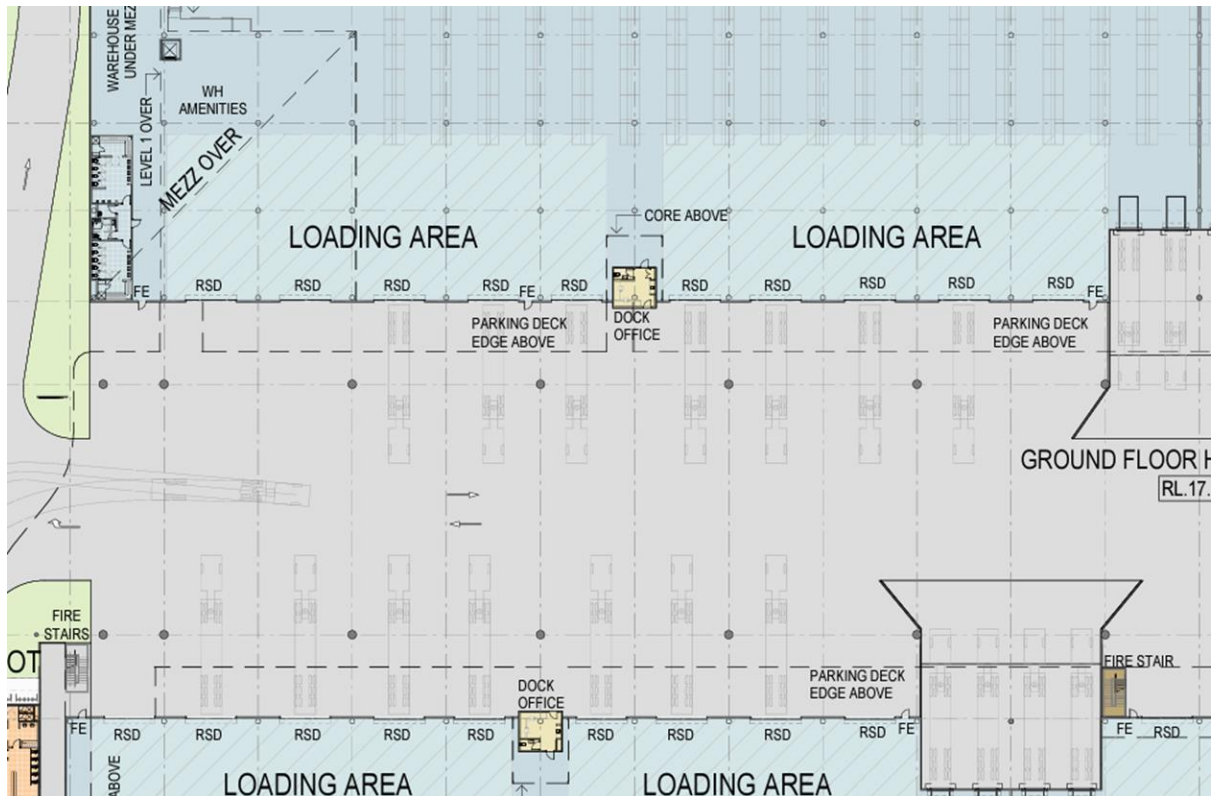 WAREHOUSE
UNDER MEZ
LEVEL 1 OVER
WH
AMENITIES
MEZZ OVER
LOADING AREA
CORE ABOVE
LOADING AREA
FE
RSD
RSD
RSD
RSD
FE
RSD
RSD
RSD
RSD
RSD
RSD
FE
DOCK
OFFICE
PARKING DECK
EDGE ABOVE
PARKING DECK
EDGE ABOVE
GROUND FLOOR H
RL.17.
FIRE
STAIRS
OT
FIRE STAIR
PARKING DECK
EDGE ABOVE
DOCK
OFFICE
FE
RSD
RSD
RSD
RSD
RSD
RSD
RSD
RSD
FE
FE
RSD
ABOVE
LOADING AREA
LOADING AREA